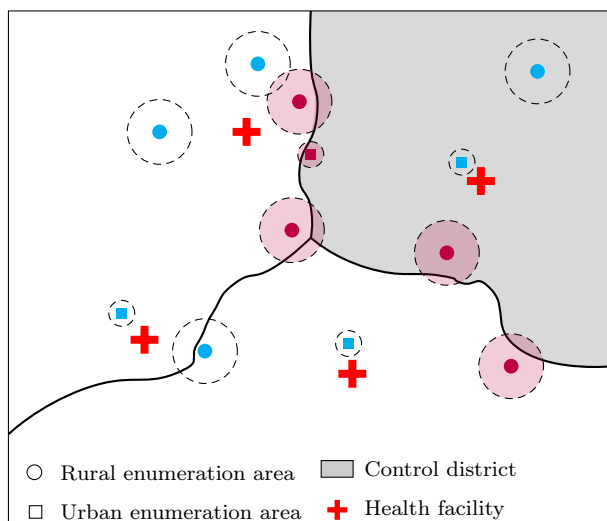 Rural enumeration area
Control district
Urban enumeration area
Health facility